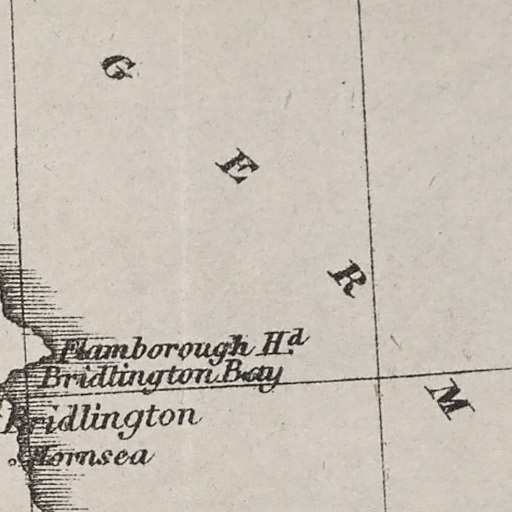 G E R M
Flamborough H.d
Bridlington Bay
Bridlington
Hornsea